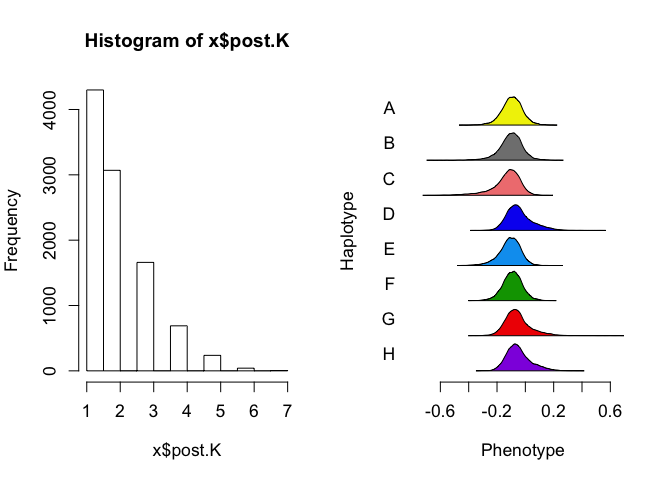 Histogram of x$post.K
Frequency
0
1000
2000
3000
4000
1 2 3 4 5 6 7
x$post.K
Haplotype
A
B
C
D
E
F
G
H
-0.6 -0.2 0.2 0.6
Phenotype